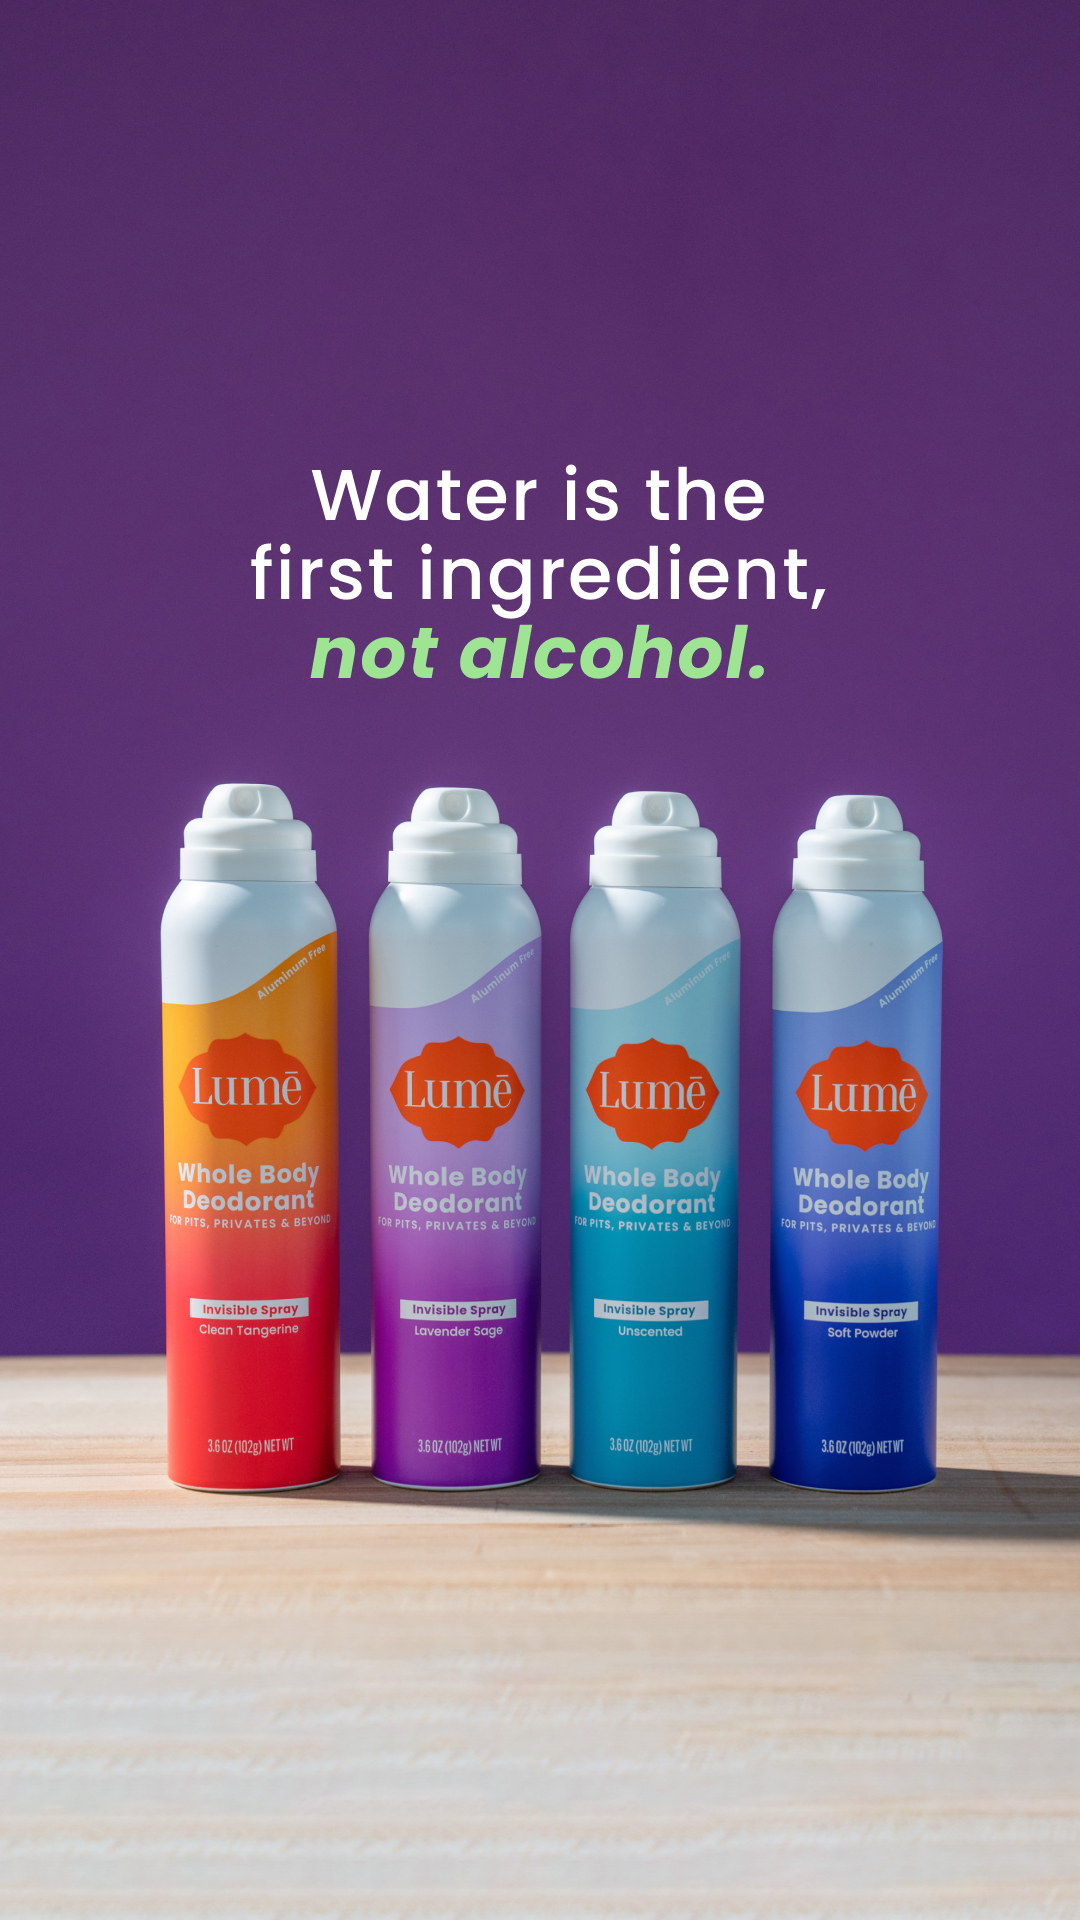 Water is the
first ingredient,
not alcohol.
Aluminum Free
Lumē
Whole Body
Deodorant
FOR PITS, PRIVATES & BEYOND
Invisible Spray
Clean Tangerine
3.6 OZ (102g) NET WT
Aluminum Free
Lumē
Whole Body
Deodorant
FOR PITS, PRIVATES & BEYOND
Invisible Spray
Lavender Sage
3.6 OZ (102g) NET WT
Aluminum Free
Lumē
Whole Body
Deodorant
FOR PITS, PRIVATES & BEYOND
Invisible Spray
Unscented
3.6 OZ (102g) NET WT
Aluminum Free
Lumē
Whole Body
Deodorant
FOR PITS, PRIVATES & BEYOND
Invisible Spray
Soft Powder
3.6 OZ (102g) NET WT